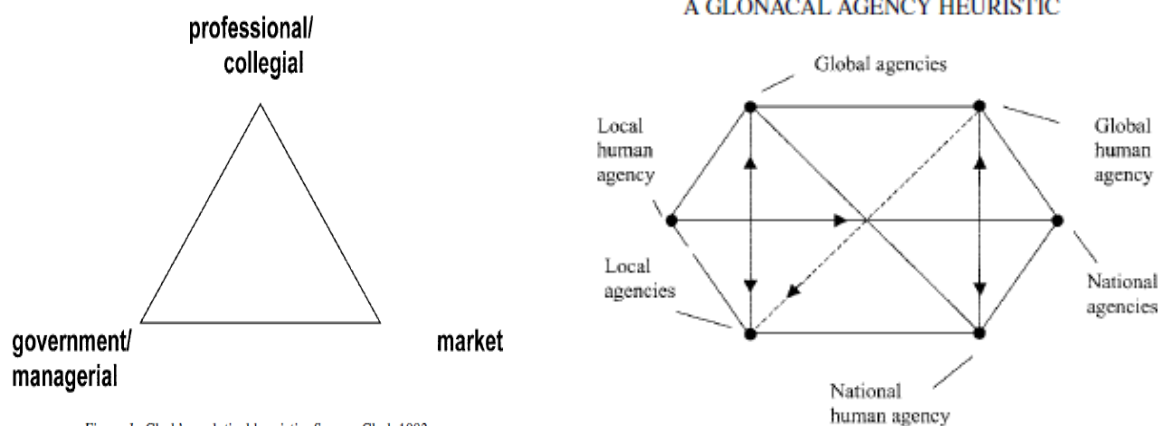 professional/
collegial
government/
managerial
market
A GLONACAL AGENCY HEURISTIC
Global agencies
Local
human
agency
Global
human
agency
Local
agencies
National
agencies
National
human agency